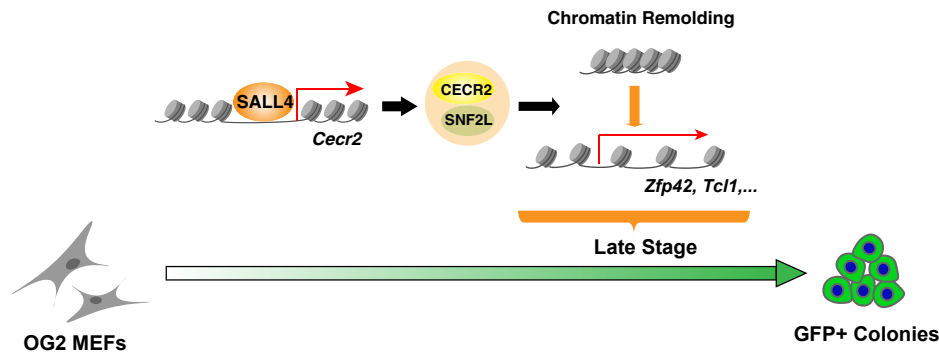 Chromatin Remolding
SALL4
Cecr2
CECR2
SNF2L
Zfp42, Tcl1,...
Late Stage
OG2 MEFs
GFP+ Colonies